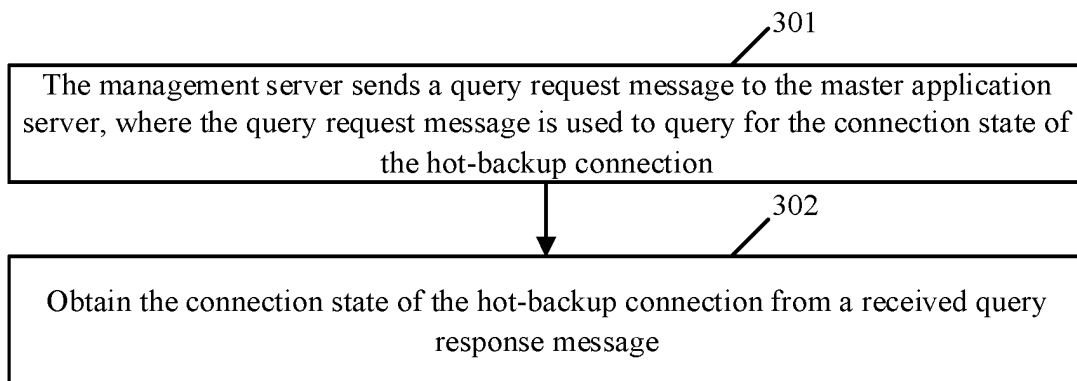 301
The management server sends a query request message to the master application
server, where the query request message is used to query for the connection state of
the hot-backup connection
302
Obtain the connection state of the hot-backup connection from a received query
response message